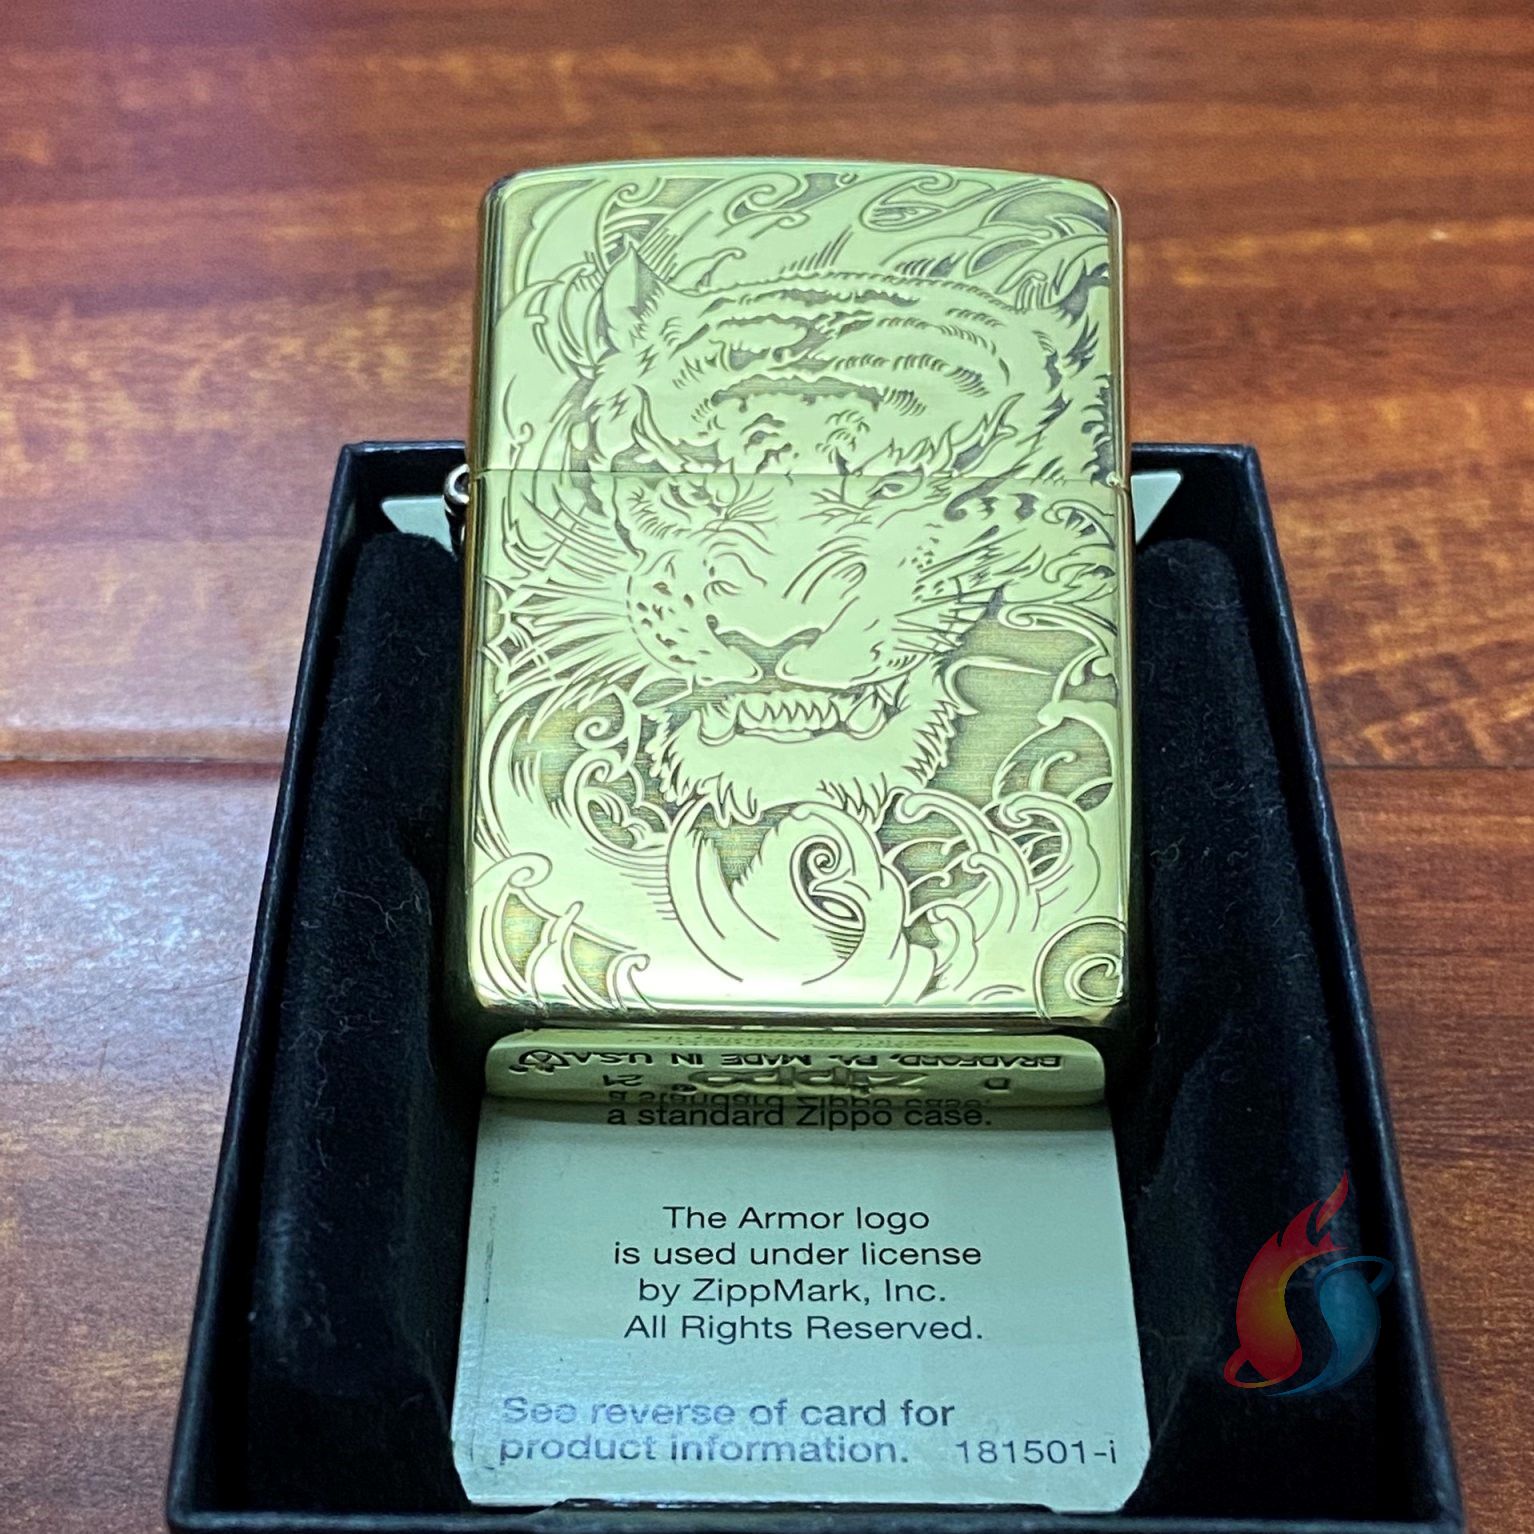 BRADFORD, PA. MADE IN U.S.A.
D zippo 21
a standard Zippo case.
The Armor logo
is used under license
by ZippMark, Inc.
All Rights Reserved.
See reverse of card for
product information. 181501-i